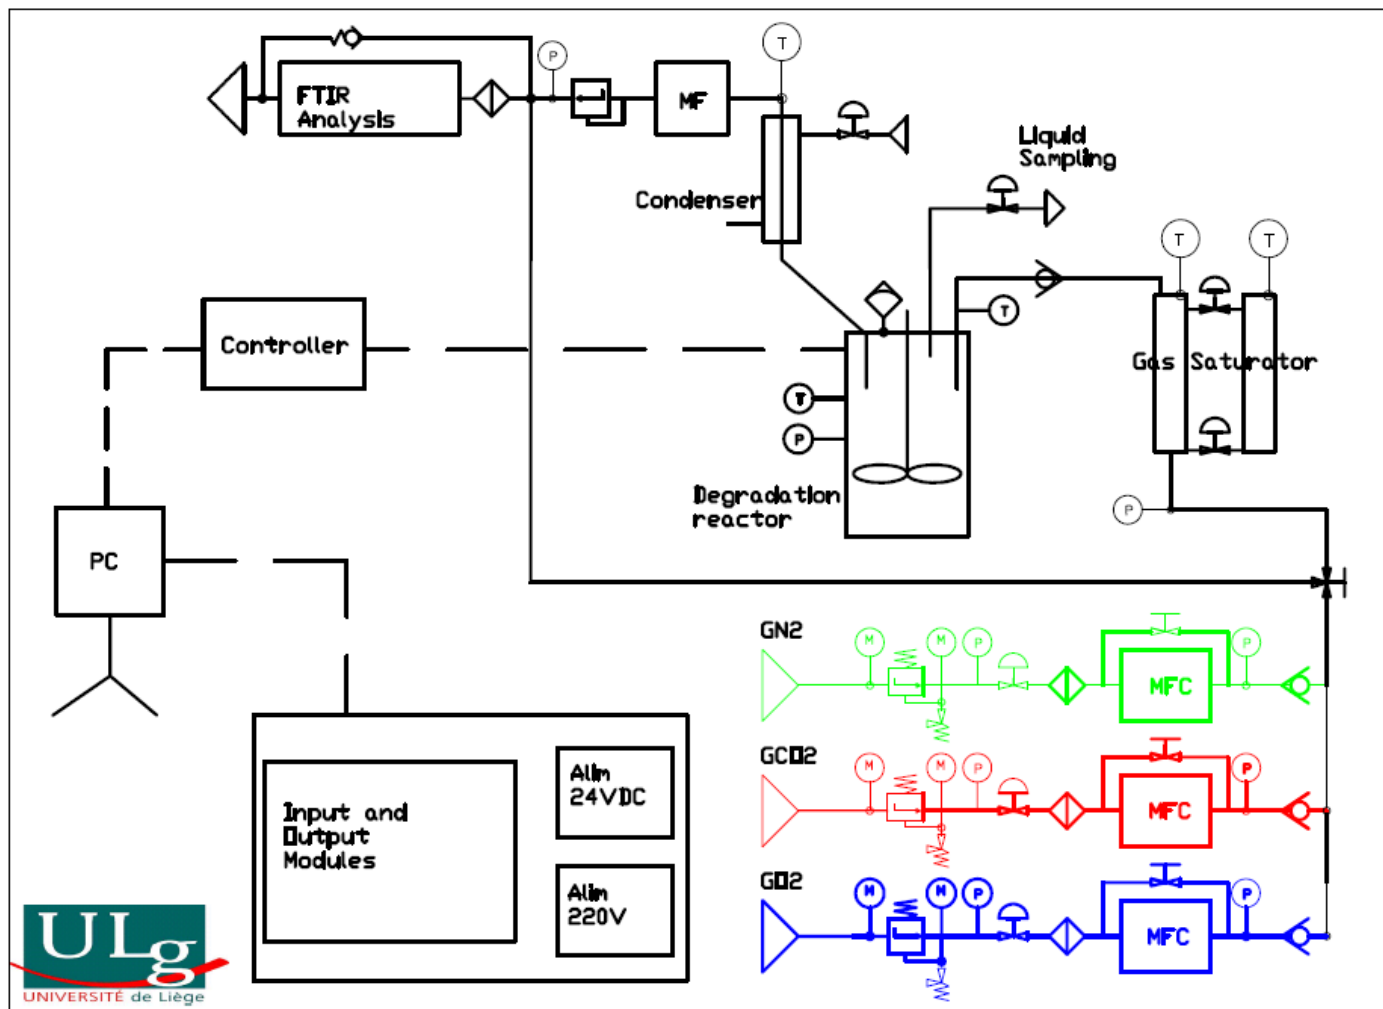 P
T
FTIR
Analysis
MF
Liquid
Sampling
Condenser
T
T
T
Controller
Gas Saturator
T
P
Degradation
reactor
P
PC
GN2
M
M
P
P
MFC
GCO2
M
M
P
P
MFC
Alim
24VDC
Input and
Output
Modules
GO2
M
M
P
P
MFC
Alim
220V
ULg
UNIVERSITÉ de Liège